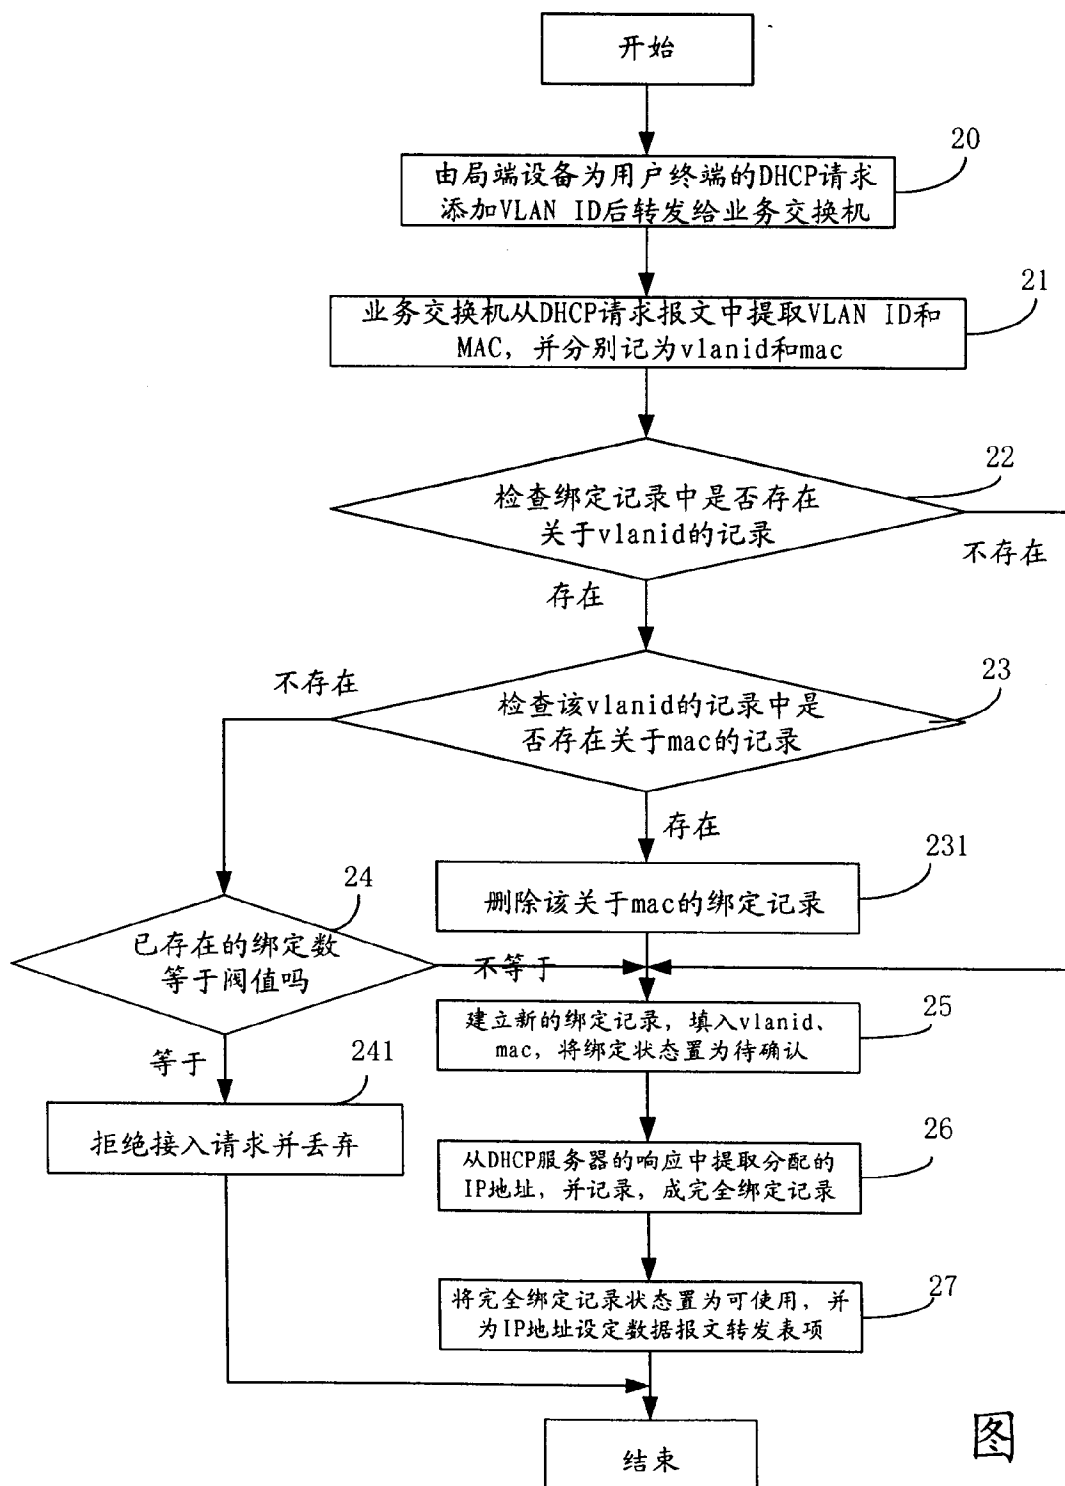 开始
20
由局端设备为用户终端的DHCP请求
添加VLAN ID后转发给业务交换机
21
业务交换机从DHCP请求报文中提取VLAN ID和
MAC，并分别记为vlanid和mac
22
检查绑定记录中是否存在
关于vlanid的记录
不存在
存在
23
不存在
检查该vlanid的记录中是
否存在关于mac的记录
存在
231
删除该关于mac的绑定记录
24
已存在的绑定数
等于阀值吗
不等于
25
建立新的绑定记录，填入vlanid、
mac，将绑定状态置为待确认
等于
241
拒绝接入请求并丢弃
26
从DHCP服务器的响应中提取分配的
IP地址，并记录，成完全绑定记录
27
将完全绑定记录状态置为可使用，并
为IP地址设定数据报文转发表项
图
结束